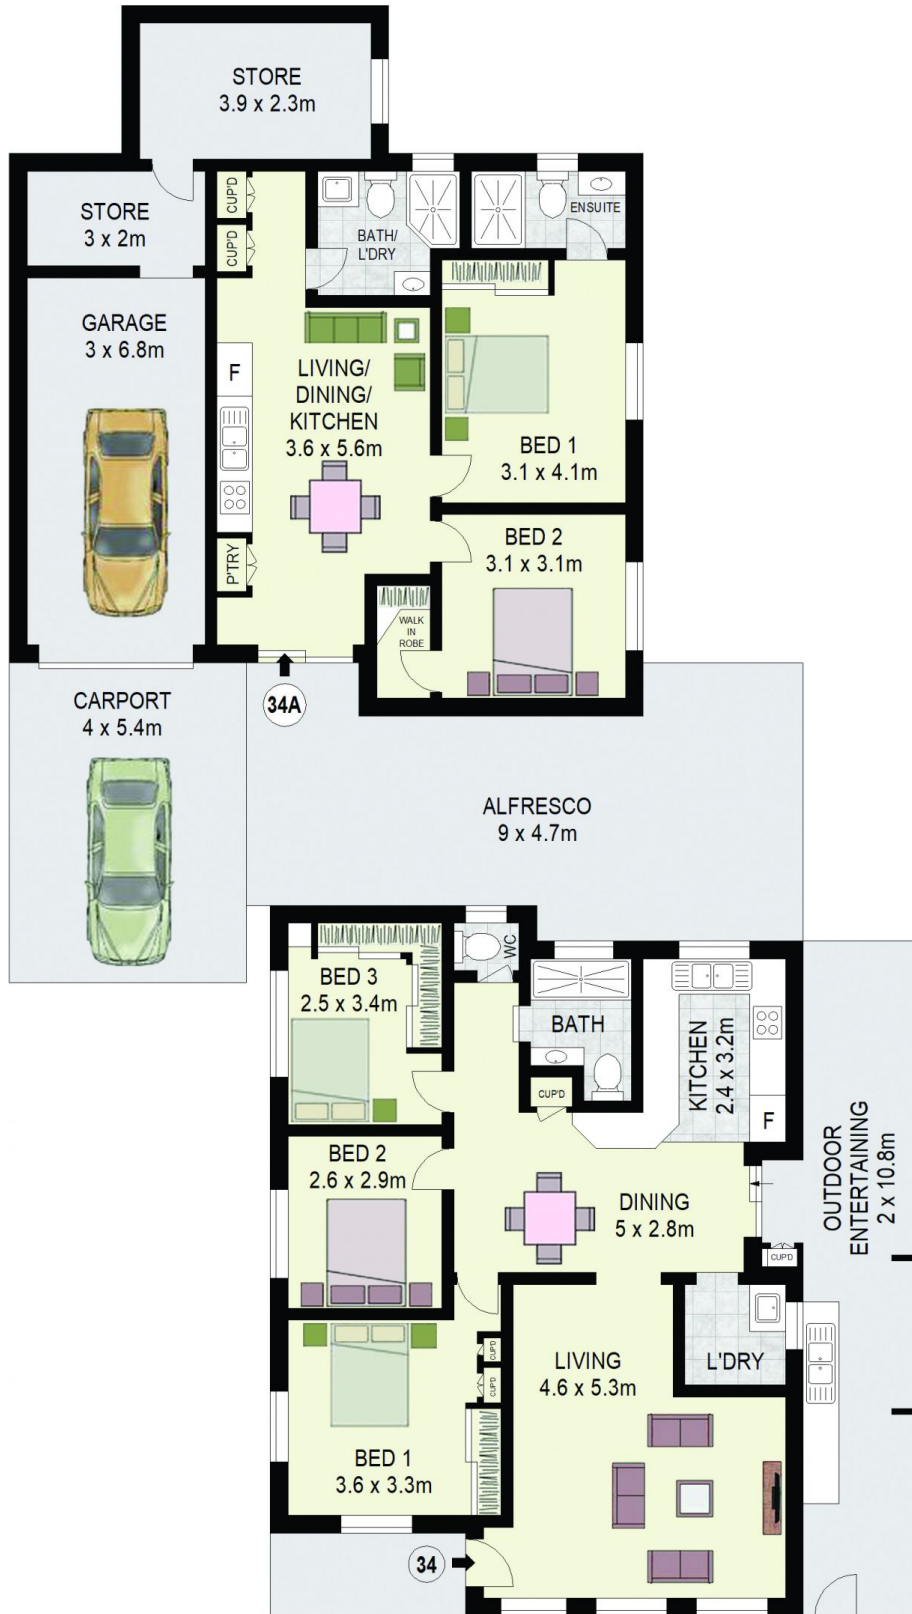 STORE
3.9 x 2.3m
STORE
3 x 2m
CUP'D
CUP'D
BATH/
L'DRY
ENSUITE
GARAGE
3 x 6.8m
F
LIVING/
DINING/
KITCHEN
3.6 x 5.6m
BED 1
3.1 x 4.1m
P'TRY
BED 2
3.1 x 3.1m
WALK
IN
ROBE
34A
CARPORT
4 x 5.4m
ALFRESCO
9 x 4.7m
BED 3
2.5 x 3.4m
WC
BATH
CUP'D
KITCHEN
2.4 x 3.2m
F
BED 2
2.6 x 2.9m
DINING
5 x 2.8m
OUTDOOR
ENTERTAINING
2 x 10.8m
CUP'D
CUP'D
CUP'D
LIVING
4.6 x 5.3m
L'DRY
BED 1
3.6 x 3.3m
34